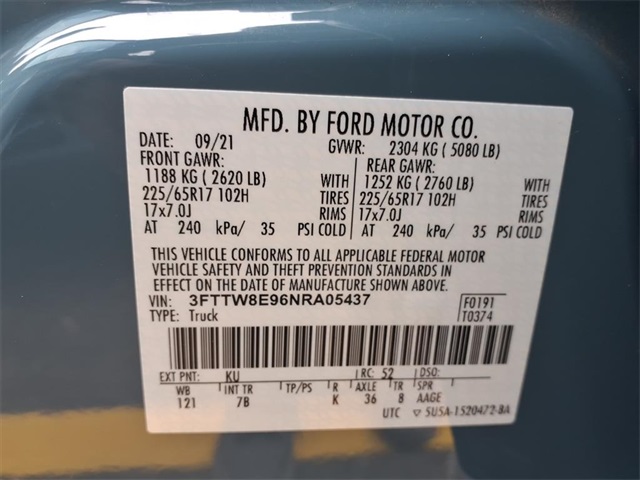 MFD. BY FORD MOTOR CO.
DATE: 09/21 GVWR: 2304 KG ( 5080 LB)
FRONT GAWR: REAR GAWR:
1188 KG ( 2620 LB) WITH 1252 KG ( 2760 LB) WITH
225/65R17 102H TIRES 225/65R17 102H TIRES
17x7.0J RIMS 17x7.0J RIMS
AT 240 kPa/ 35 PSI COLD AT 240 kPa/ 35 PSI COLD
THIS VEHICLE CONFORMS TO ALL APPLICABLE FEDERAL MOTOR
VEHICLE SAFETY AND THEFT PREVENTION STANDARDS IN
EFFECT ON THE DATE OF MANUFACTURE SHOWN ABOVE.
VIN: 3FTTW8E96NRA05437 F0191
TYPE: Truck T0374
EXT PNT: KU RC: 52 DSO:
WB INT TR TP/PS R AXLE TR SPR
121 7B K 36 8 AAGE
UTC ▽ 5U5A-1520472-BA